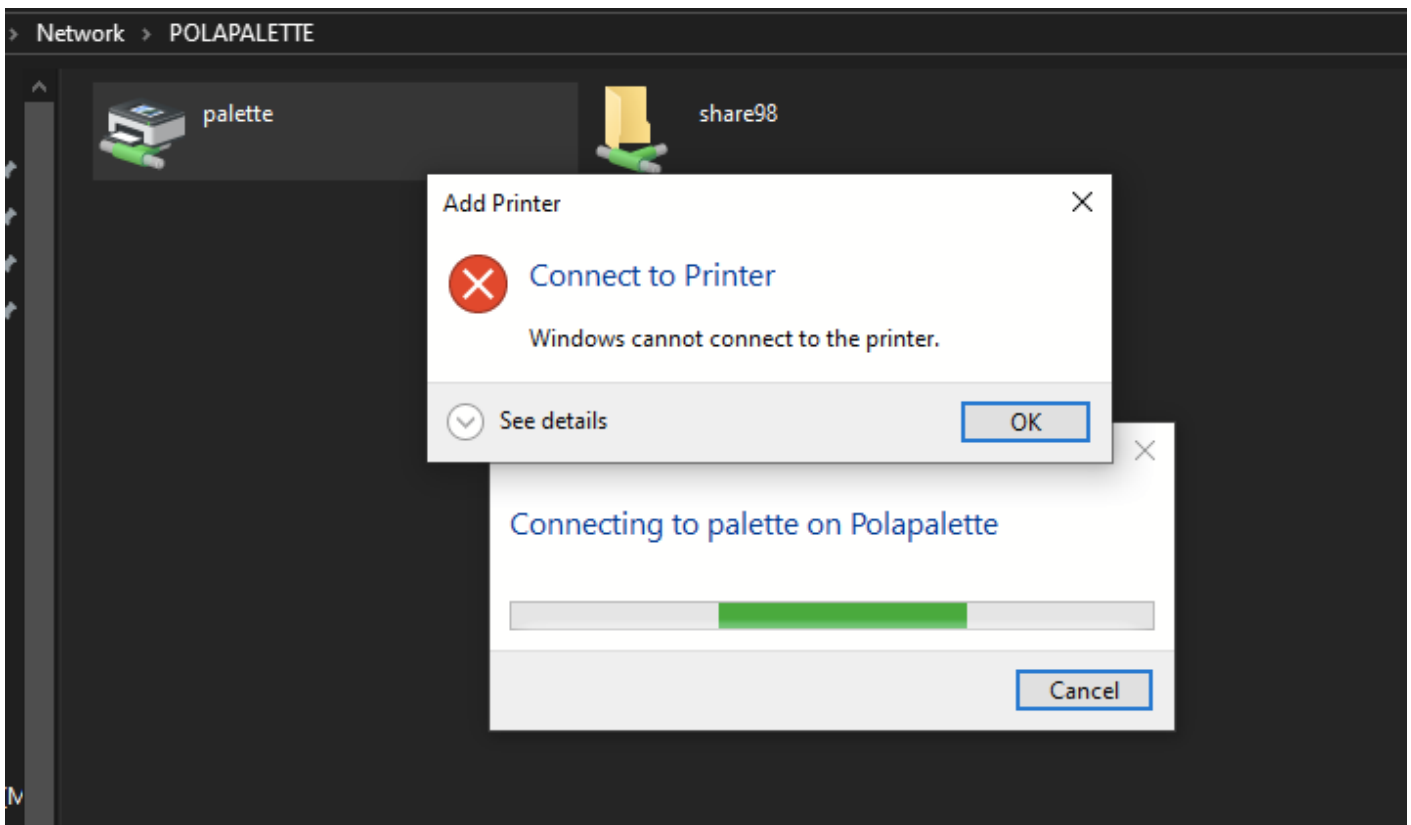 Network > POLAPALETTE
palette
share98
Add Printer
Connect to Printer
Windows cannot connect to the printer.
See details
OK
Connecting to palette on Polapalette
Cancel